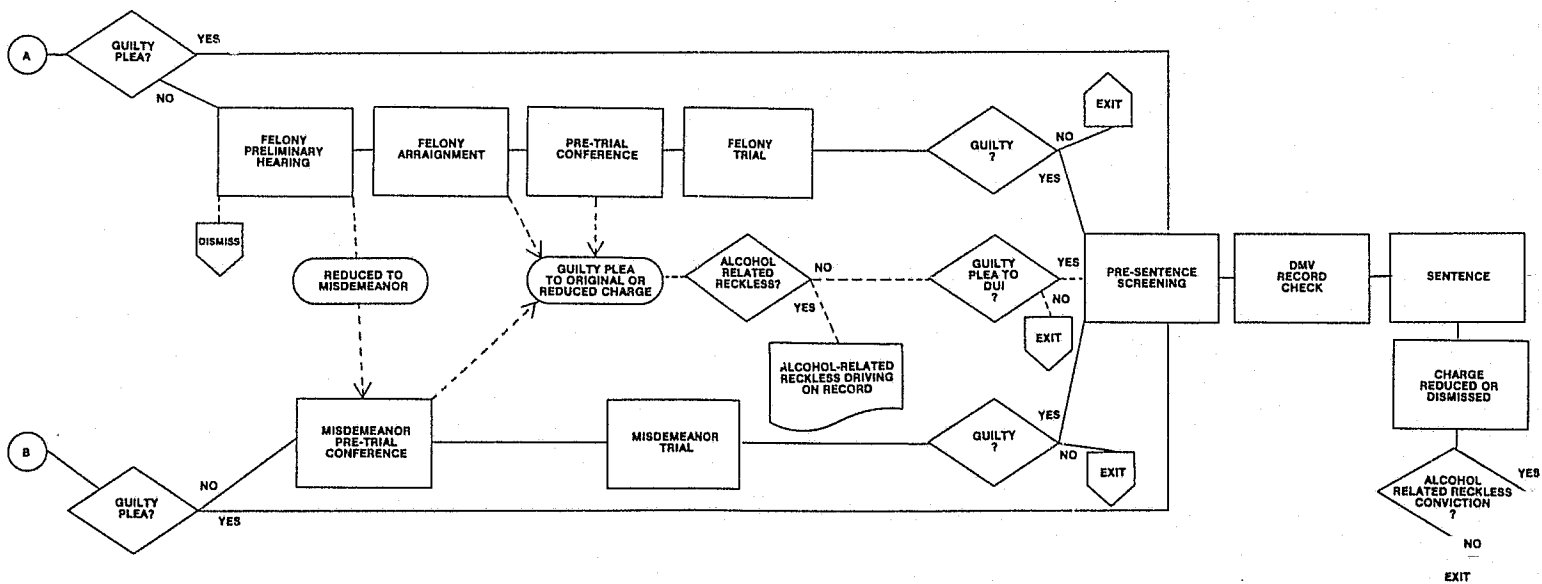 A
GUILTY
PLEA?
YES
NO
FELONY
PRELIMINARY
HEARING
FELONY
ARRAIGNMENT
PRE-TRIAL
CONFERENCE
FELONY
TRIAL
GUILTY
?
NO
YES
EXIT
DISMISS
REDUCED TO
MISDEMEANOR
GUILTY PLEA
TO ORIGINAL OR
REDUCED CHARGE
ALCOHOL
RELATED
RECKLESS?
NO
YES
ALCOHOL-RELATED
RECKLESS DRIVING
ON RECORD
GUILTY
PLEA TO
DUI
?
YES
NO
EXIT
PRE-SENTENCE
SCREENING
DMV
RECORD
CHECK
SENTENCE
CHARGE
REDUCED OR
DISMISSED
ALCOHOL
RELATED RECKLESS
CONVICTION
?
YES
NO
EXIT
B
GUILTY
PLEA?
NO
YES
MISDEMEANOR
PRE-TRIAL
CONFERENCE
MISDEMEANOR
TRIAL
GUILTY
?
YES
NO
EXIT